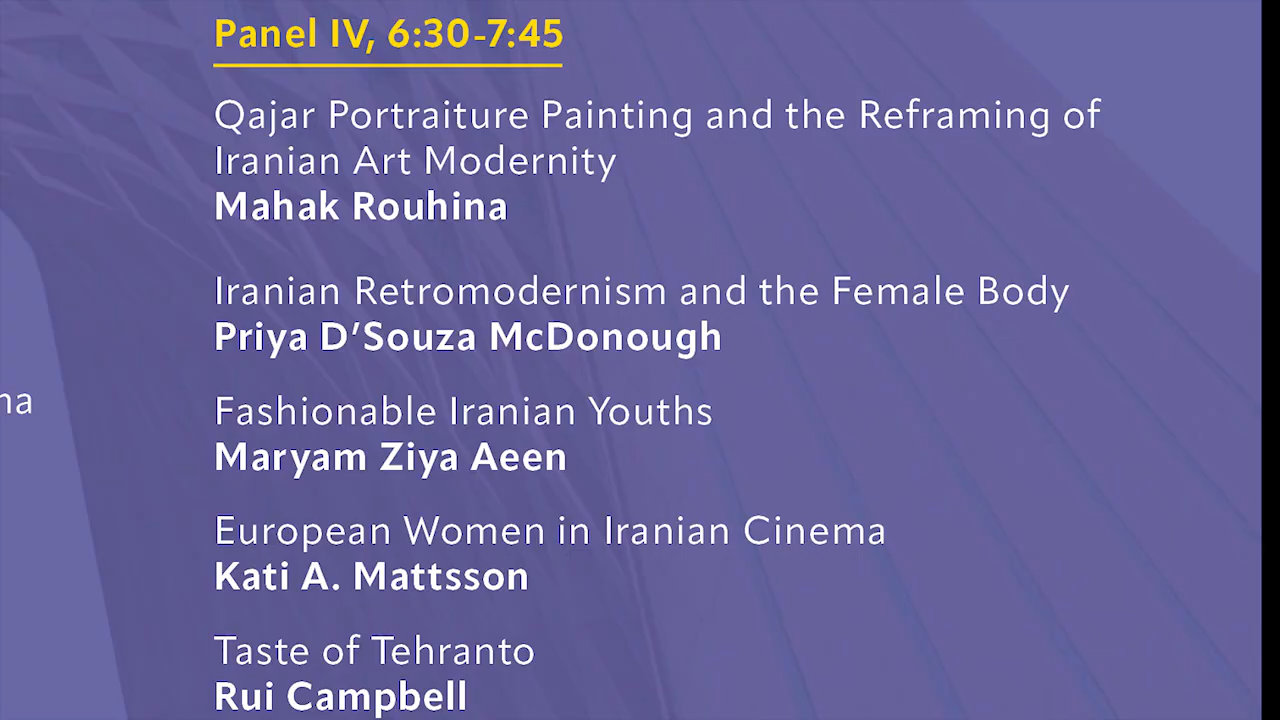 Panel IV, 6:30-7:45
Qajar Portraiture Painting and the Reframing of
Iranian Art Modernity
Mahak Rouhina
Iranian Retromodernism and the Female Body
Priya D’Souza McDonough
Fashionable Iranian Youths
Maryam Ziya Aeen
European Women in Iranian Cinema
Kati A. Mattsson
Taste of Tehranto
Rui Campbell